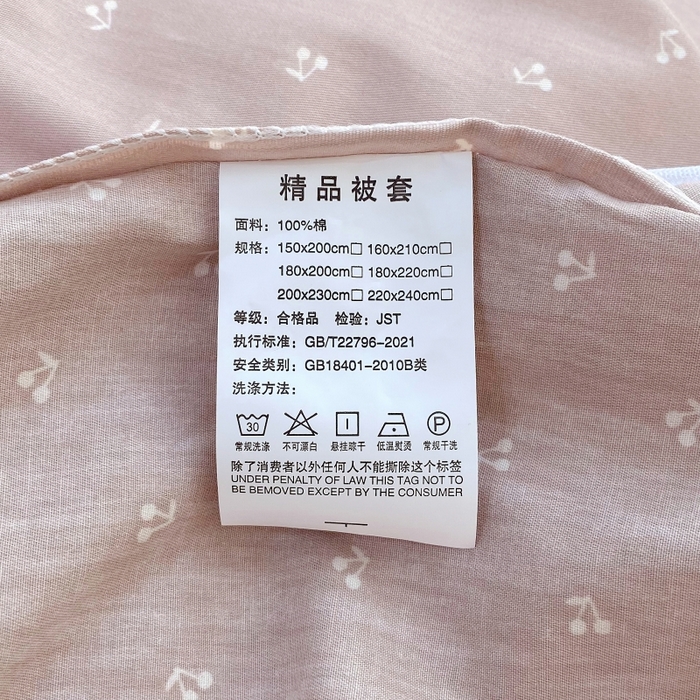 精品被套
面料：100%棉
规格：150x200cm□ 160x210cm□
180x200cm□ 180x220cm□
200x230cm□ 220x240cm□
等级：合格品 检验：JST
执行标准：GB/T22796-2021
安全类别：GB18401-2010B类
洗涤方法：
30 P
常规洗涤 不可漂白 悬挂晾干 低温熨烫 常规干洗
除了消费者以外任何人不能撕除这个标签
UNDER PENALTY OF LAW THIS TAG NOT TO
BE BEMOVED EXCEPT BY THE CONSUMER